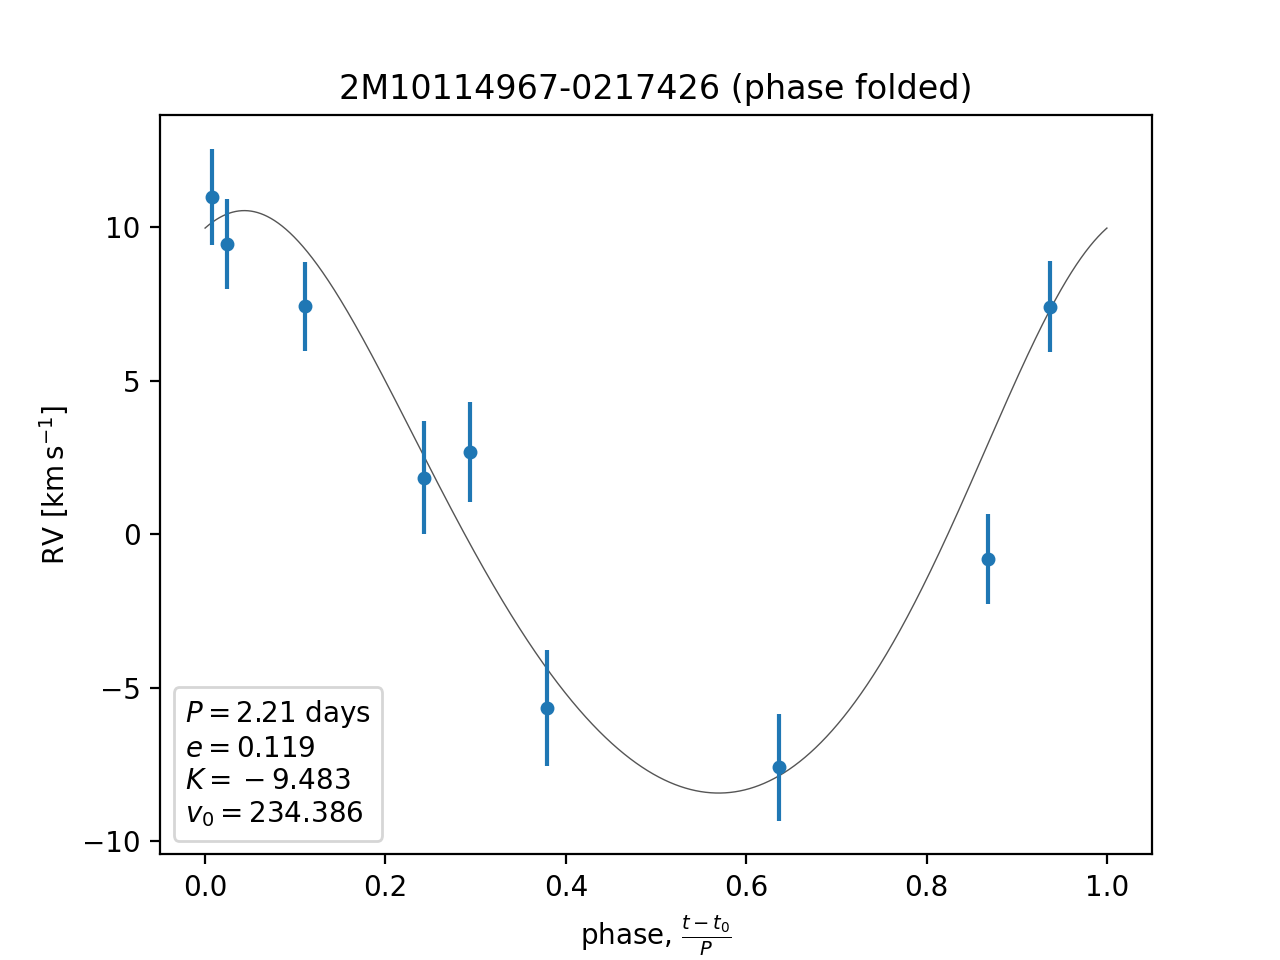 2M10114967-0217426 (phase folded)
RV [km s⁻¹]
10
5
0
−5
−10
P = 2.21 days
e = 0.119
K = −9.483
v₀ = 234.386
0.0 0.2 0.4 0.6 0.8 1.0
phase, (t − t₀)/P